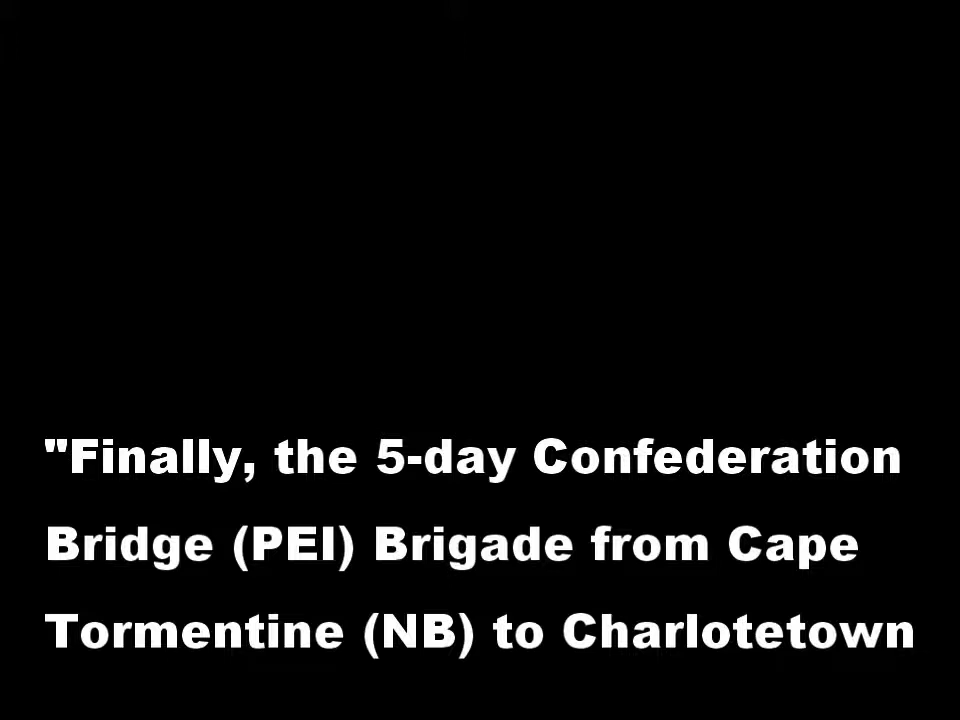 "Finally, the 5-day Confederation
Bridge (PEI) Brigade from Cape
Tormentine (NB) to Charlotetown